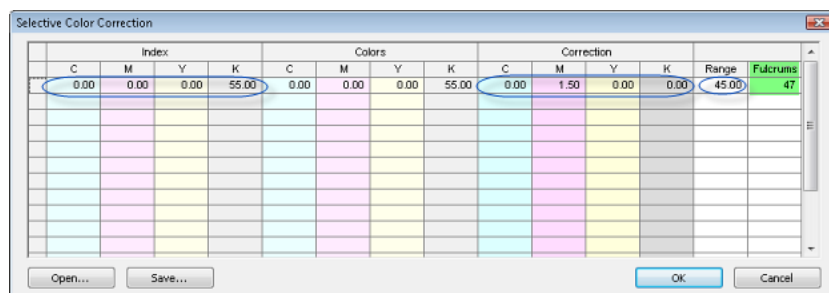 Selective Color Correction
Index Colors Correction
C M Y K C M Y K C M Y K Range Fulcrums
0.00 0.00 0.00 55.00 0.00 0.00 0.00 55.00 0.00 1.50 0.00 0.00 45.00 47
Open... Save... OK Cancel